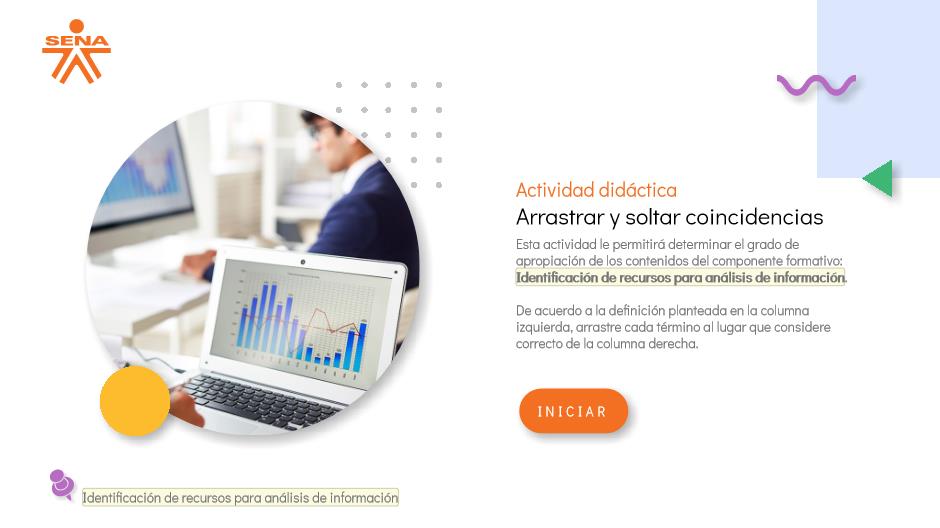 SENA
Actividad didáctica
Arrastrar y soltar coincidencias
Esta actividad le permitirá determinar el grado de
apropiación de los contenidos del componente formativo:
Identificación de recursos para análisis de información.
De acuerdo a la definición planteada en la columna
izquierda, arrastre cada término al lugar que considere
correcto de la columna derecha.
INICIAR
Identificación de recursos para análisis de información